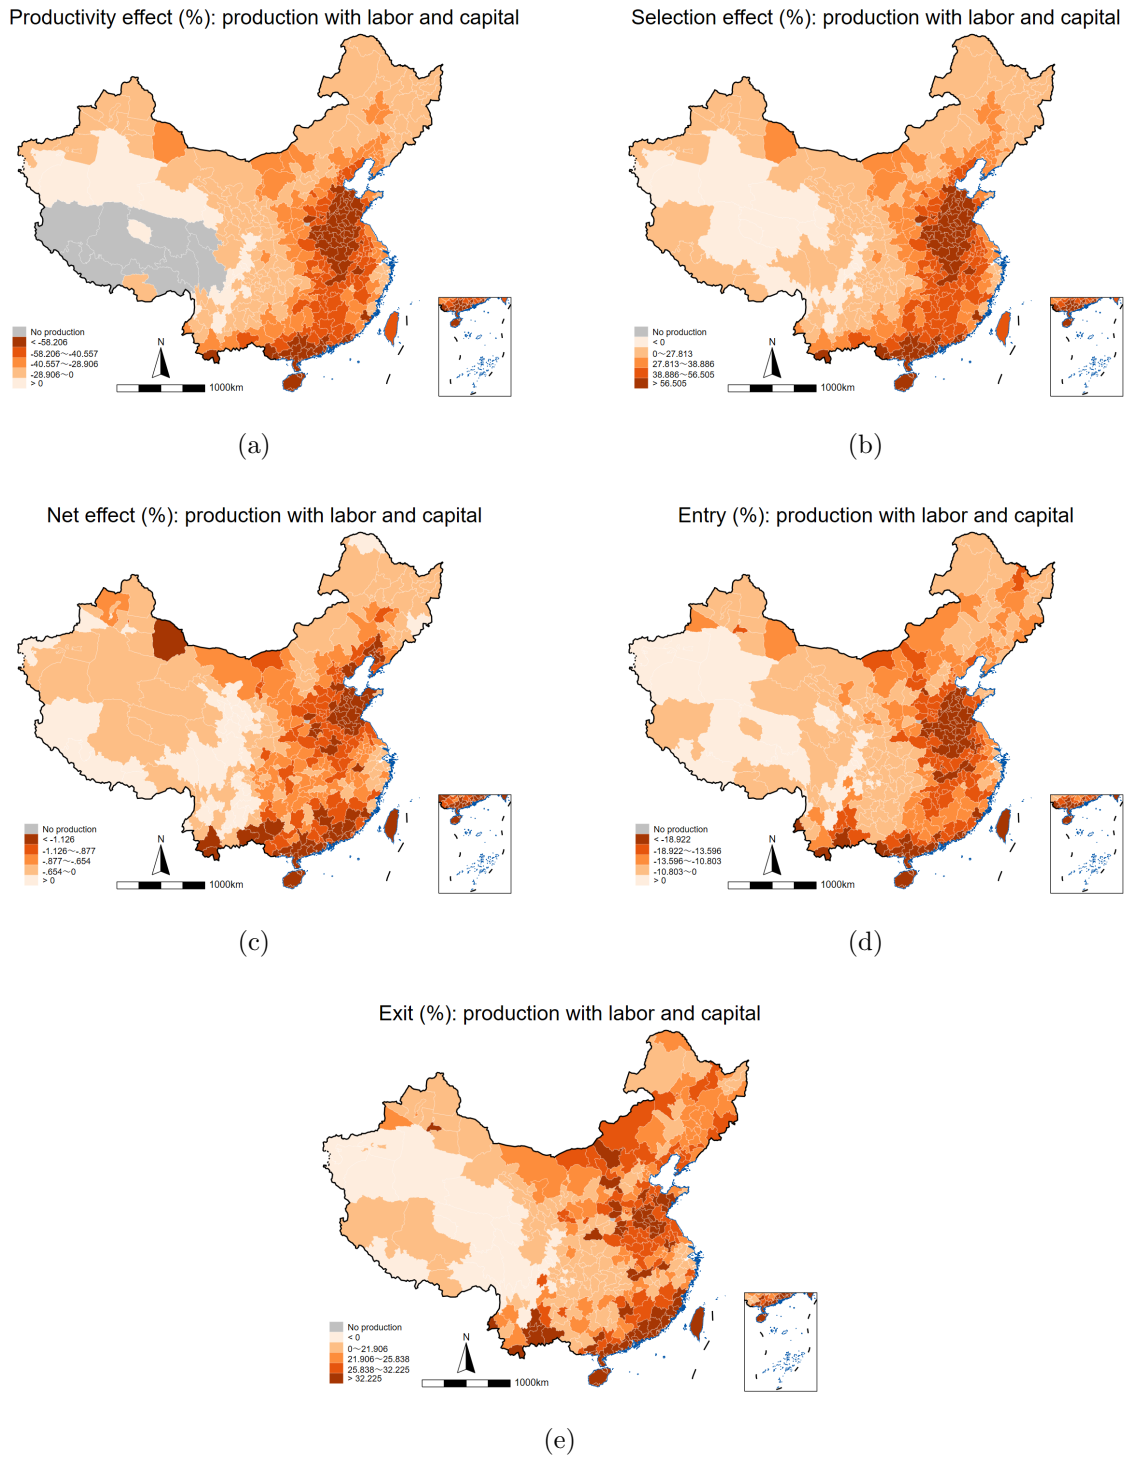 Productivity effect (%): production with labor and capital
N
No production
< -58.206
-58.206～-40.557
-40.557～-28.906
-28.906～0
> 0
1000km
(a)
Selection effect (%): production with labor and capital
N
No production
< 0
0～27.813
27.813～38.886
38.886～56.505
> 56.505
1000km
(b)
Net effect (%): production with labor and capital
N
No production
< -1.126
-1.126～-.877
-.877～-.654
-.654～0
> 0
1000km
(c)
Entry (%): production with labor and capital
N
No production
< -18.922
-18.922～-13.596
-13.596～-10.803
-10.803～0
> 0
1000km
(d)
Exit (%): production with labor and capital
N
No production
< 0
0～21.906
21.906～25.838
25.838～32.225
> 32.225
1000km
(e)